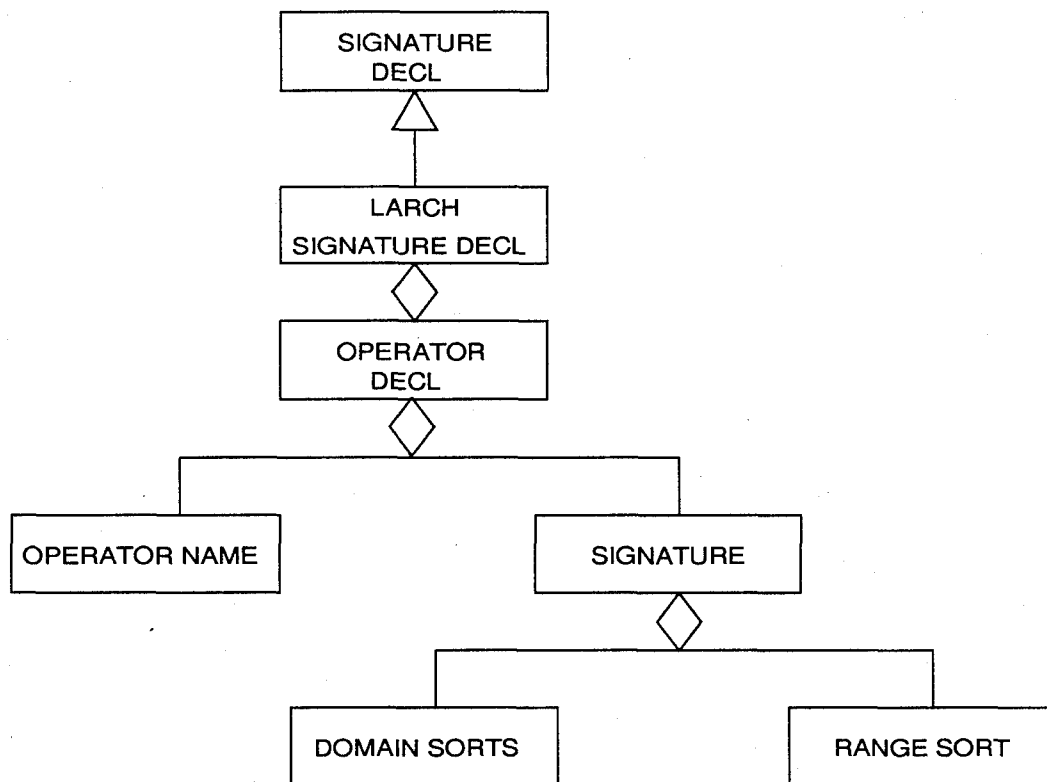 SIGNATURE
DECL
LARCH
SIGNATURE DECL
OPERATOR
DECL
OPERATOR NAME
SIGNATURE
DOMAIN SORTS
RANGE SORT